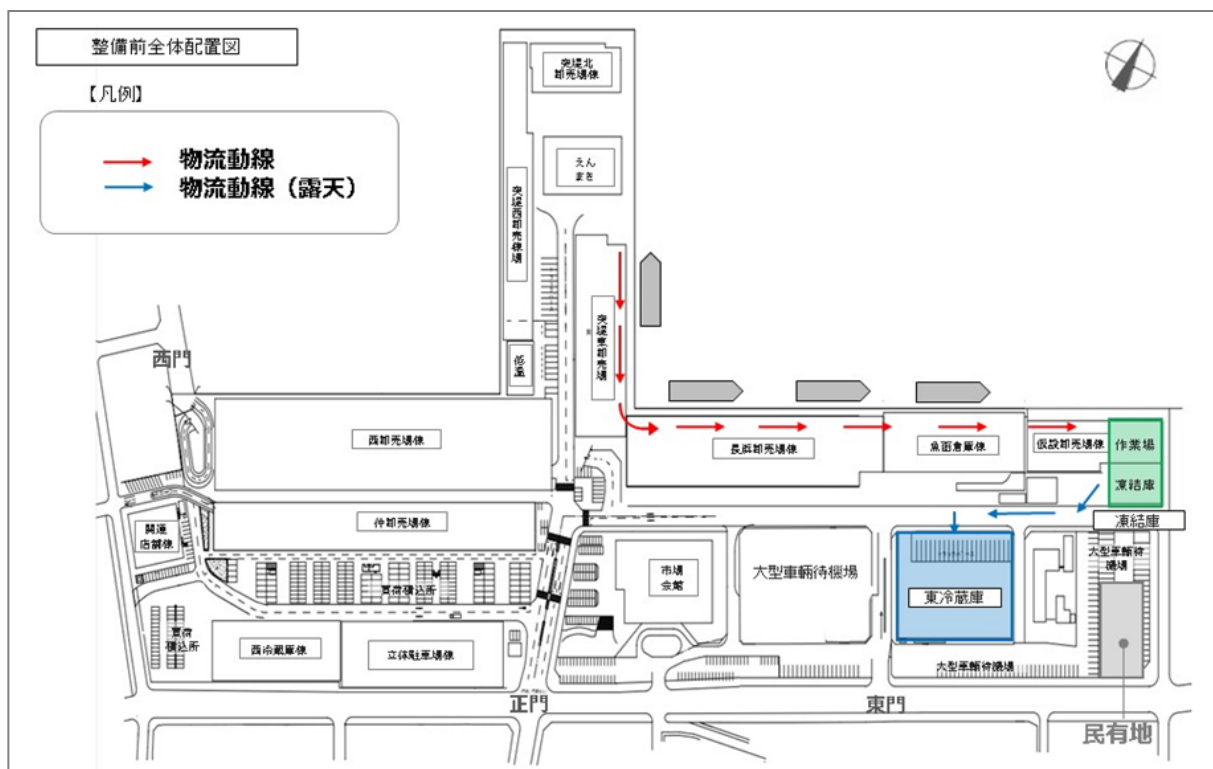 整備前全体配置図
【凡例】
物流動線
物流動線（露天）
突堤北
卸売場棟
えん
まき
突堤西卸売場棟
突堤東卸売場
低温
西門
西卸売場棟
長浜卸売場棟
魚函倉庫棟
仮設卸売場棟
作業場
凍結庫
凍結庫
関連
店舗棟
仲卸売場棟
買荷積込所
市場
会館
大型車輌待機場
東冷蔵庫
大型車輌待
機場
買荷
積込所
西冷蔵庫棟
立体駐車場棟
大型車輌待機場
正門
東門
民有地